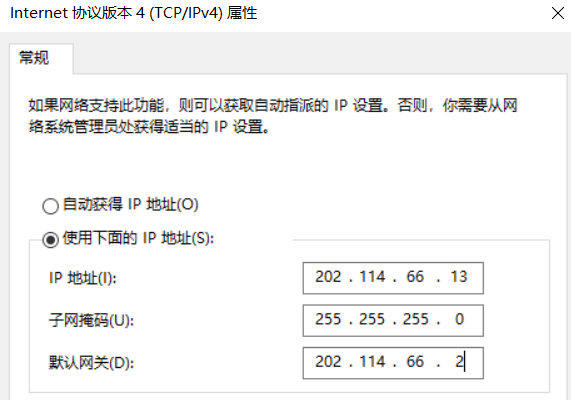 Internet 协议版本 4 (TCP/IPv4) 属性
常规
如果网络支持此功能，则可以获取自动指派的 IP 设置。否则，你需要从网
络系统管理员处获得适当的 IP 设置。
自动获得 IP 地址(O)
使用下面的 IP 地址(S):
IP 地址(I): 202 . 114 . 66 . 13
子网掩码(U): 255 . 255 . 255 . 0
默认网关(D): 202 . 114 . 66 . 2